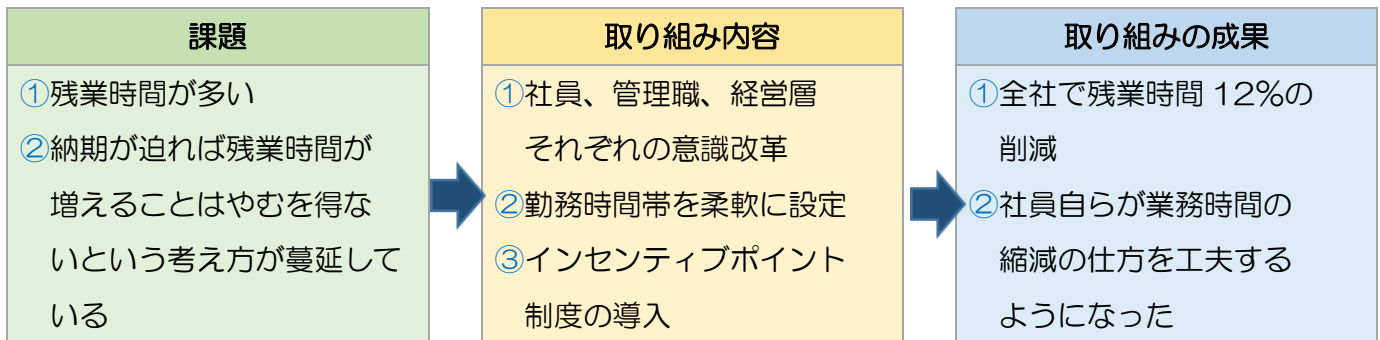 課題
①残業時間が多い
②納期が迫れば残業時間が
増えることはやむを得な
いという考え方が蔓延して
いる
取り組み内容
①社員、管理職、経営層
それぞれの意識改革
②勤務時間帯を柔軟に設定
③インセンティブポイント
制度の導入
取り組みの成果
①全社で残業時間 12%の
削減
②社員自らが業務時間の
縮減の仕方を工夫する
ようになった